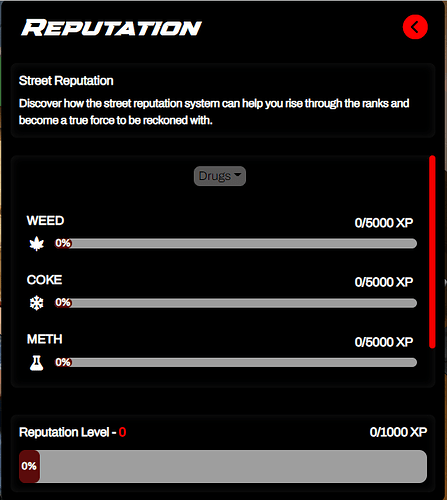 Reputation
Street Reputation
Discover how the street reputation system can help you rise through the ranks and
become a true force to be reckoned with.
Drugs
WEED 0/5000 XP
0%
COKE 0/5000 XP
0%
METH 0/5000 XP
0%
Reputation Level - 0 0/1000 XP
0%